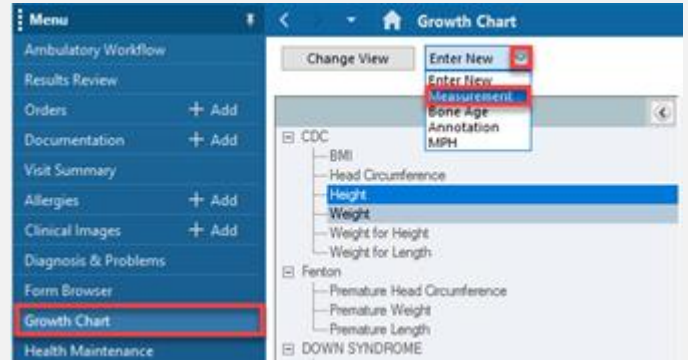 Menu
Ambulatory Workflow
Results Review
Orders + Add
Documentation + Add
Visit Summary
Allergies + Add
Clinical Images + Add
Diagnosis & Problems
Form Browser
Growth Chart
Health Maintenance
Growth Chart
Change View
Enter New
Enter New
Measurement
Bone Age
Annotation
MPH
CDC
BMI
Head Circumference
Height
Weight
Weight for Height
Weight for Length
Fenton
Premature Head Circumference
Premature Weight
Premature Length
DOWN SYNDROME